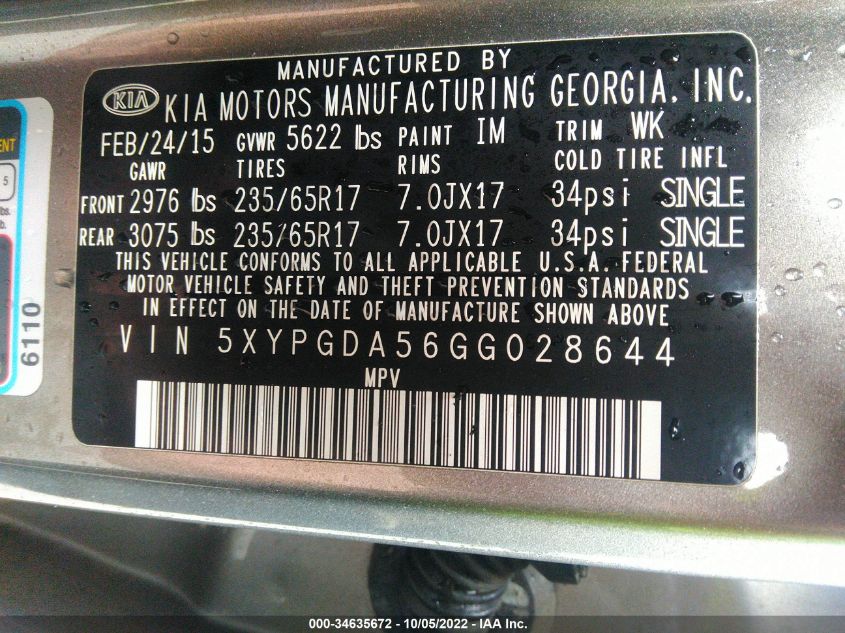 MANUFACTURED BY
KIA KIA MOTORS MANUFACTURING GEORGIA, INC.
FEB/24/15 GVWR 5622 lbs PAINT IM TRIM WK
GAWR TIRES RIMS COLD TIRE INFL
FRONT 2976 lbs 235/65R17 7.0JX17 34psi SINGLE
REAR 3075 lbs 235/65R17 7.0JX17 34psi SINGLE
THIS VEHICLE CONFORMS TO ALL APPLICABLE U.S.A. FEDERAL
MOTOR VEHICLE SAFETY AND THEFT PREVENTION STANDARDS
IN EFFECT ON THE DATE OF MANUFACTURE SHOWN ABOVE
VIN 5XYPGDA56GG028644
MPV
5
6110
000-34635672 - 10/05/2022 - IAA Inc.